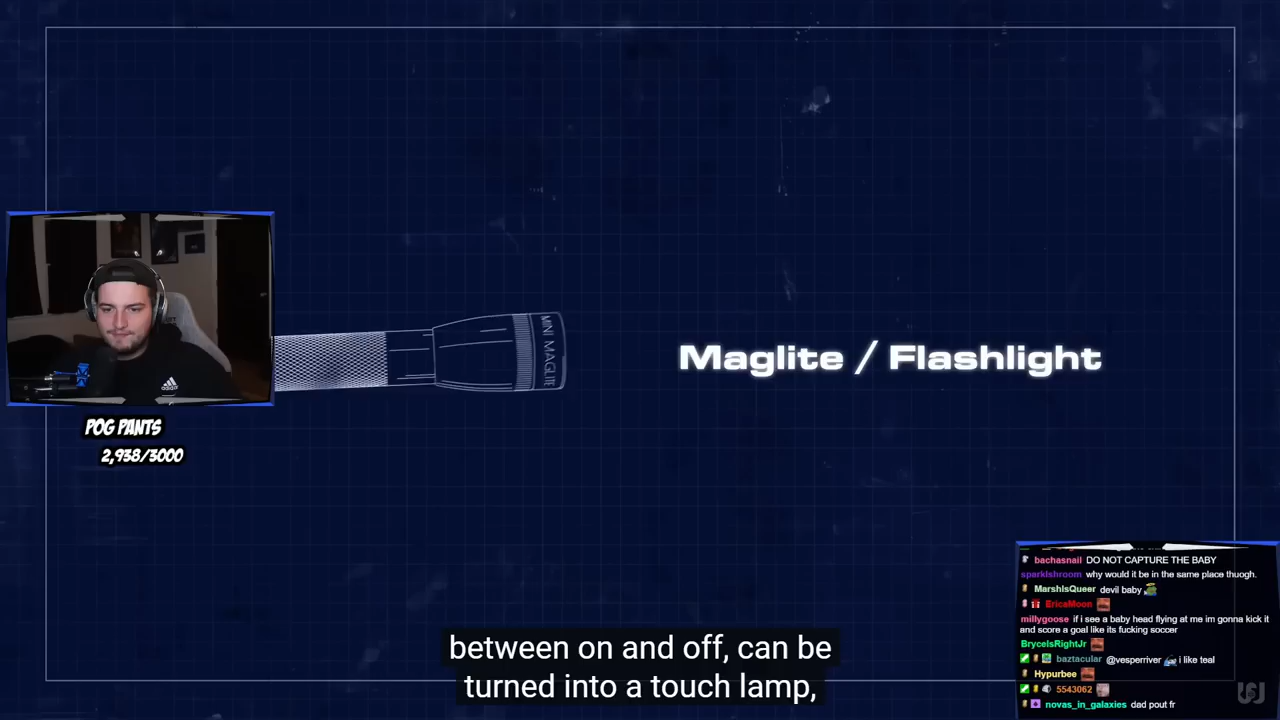 MINI MAGLITE
Maglite / Flashlight
POG PANTS
2,938/3000
bachasnail DO NOT CAPTURE THE BABY
sparklshroom why would it be in the same place thuogh.
MarshIsQueer devil baby
EricaMoon
millygoose if i see a baby head flying at me im gonna kick it
and score a goal like its fucking soccer
BryceIsRightJr
baztacular @vesperriver i like teal
Hypurbee
5543062
novas_in_galaxies dad pout fr
between on and off, can be
turned into a touch lamp,